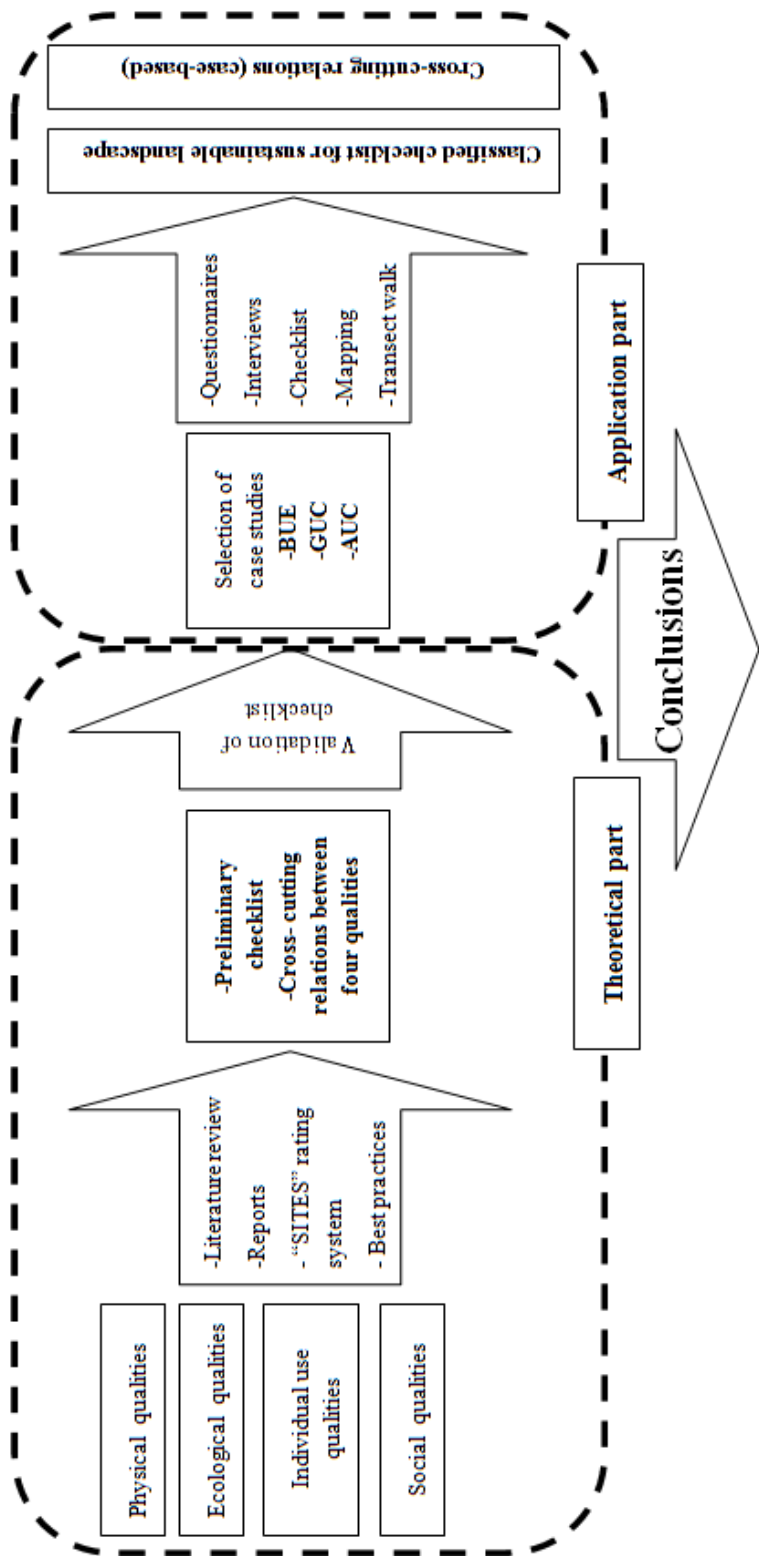 Physical qualities
Ecological qualities
Individual use
qualities
Social qualities
-Literature review
-Reports
- “SITES” rating
system
- Best practices
-Preliminary
checklist
-Cross- cutting
relations between
four qualities
Validation of
checklist
Theoretical part
Selection of
case studies
-BUE
-GUC
-AUC
-Questionnaires
-Interviews
-Checklist
-Mapping
-Transect walk
Classified checklist for sustainable landscape
Cross-cutting relations (case-based)
Application part
Conclusions